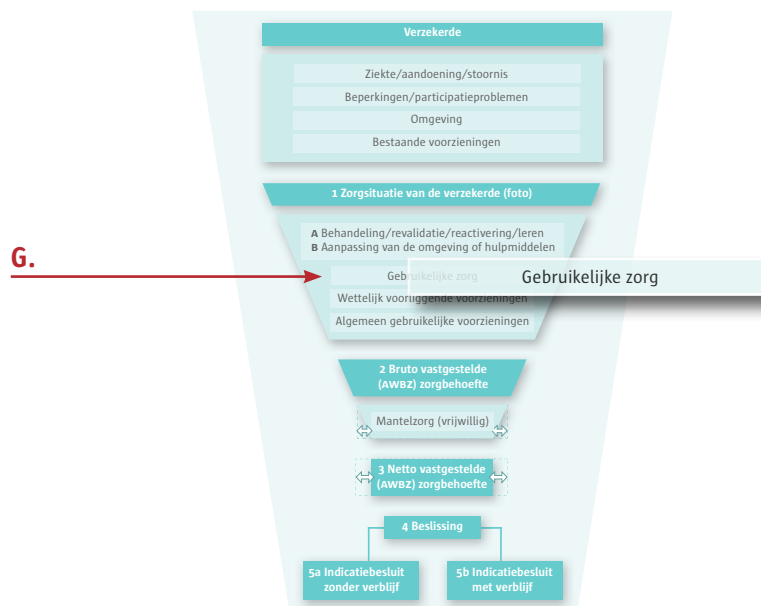 Verzekerde
Ziekte/aandoening/stoornis
Beperkingen/participatieproblemen
Omgeving
Bestaande voorzieningen
1 Zorgsituatie van de verzekerde (foto)
A Behandeling/revalidatie/reactivering/leren
B Aanpassing van de omgeving of hulpmiddelen
G.
Gebruikelijke zorg
Gebruikelijke zorg
Wettelijk voorliggende voorzieningen
Algemeen gebruikelijke voorzieningen
2 Bruto vastgestelde
(AWBZ) zorgbehoefte
Mantelzorg (vrijwillig)
3 Netto vastgestelde
(AWBZ) zorgbehoefte
4 Beslissing
5a Indicatiebesluit
zonder verblijf
5b Indicatiebesluit
met verblijf